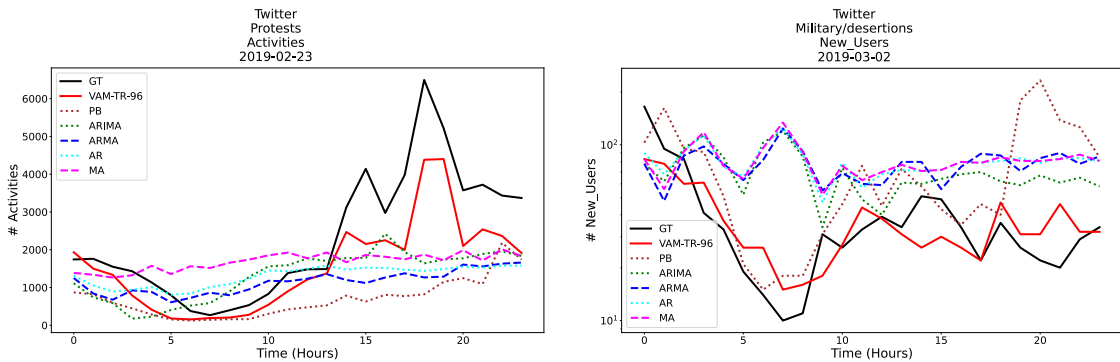 Twitter
Protests
Activities
2019-02-23
# Activities
6000
5000
4000
3000
2000
1000
0
GT
VAM-TR-96
PB
ARIMA
ARMA
AR
MA
0 5 10 15 20
Time (Hours)
Twitter
Military/desertions
New_Users
2019-03-02
# New_Users
10²
10¹
GT
VAM-TR-96
PB
ARIMA
ARMA
AR
MA
0 5 10 15 20
Time (Hours)